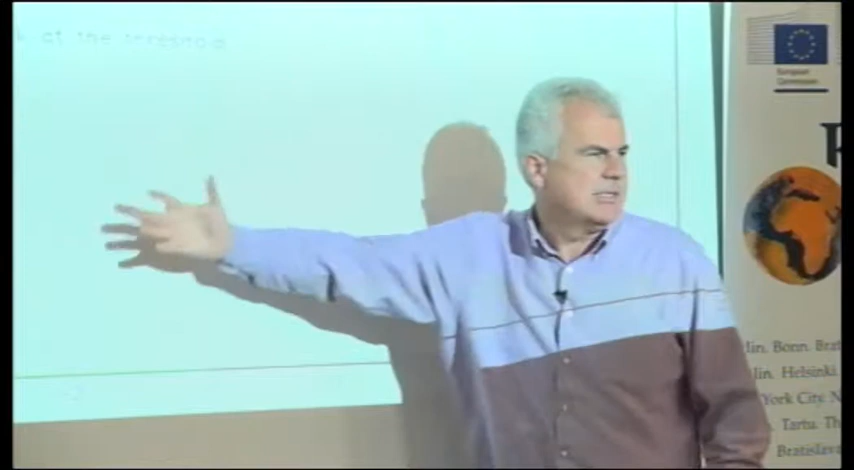 at the threshold
European
Commission
lin. Bonn. Brat
lin. Helsinki.
York City. N
s. Tartu. Th
Bratislava